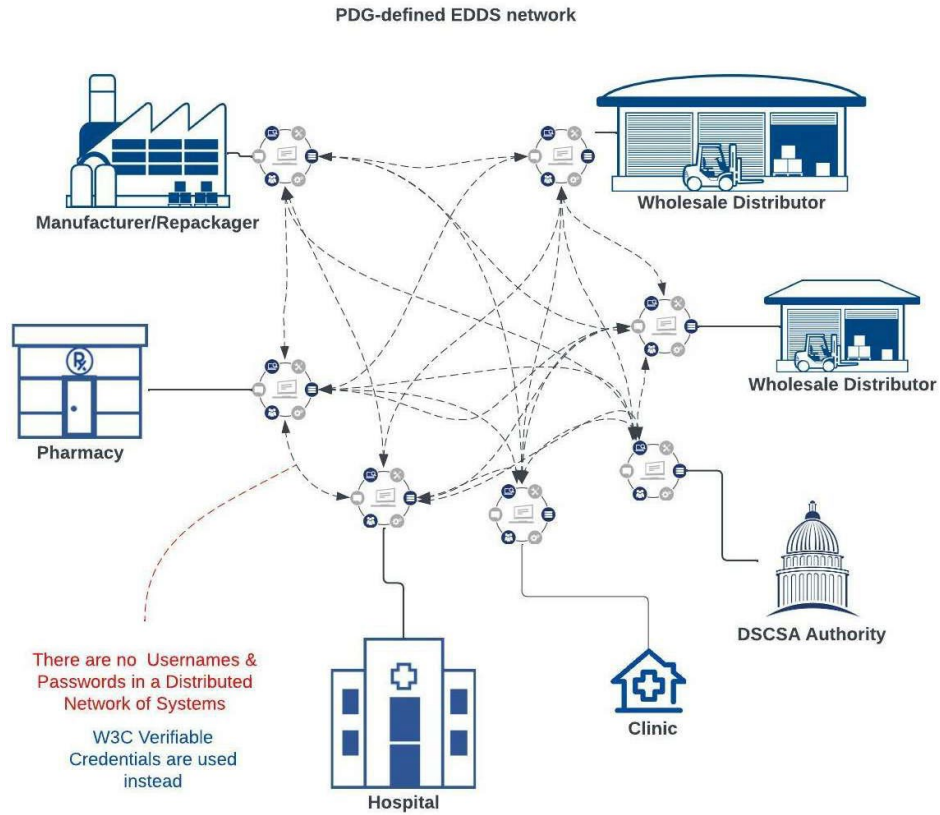 PDG-defined EDDS network
Manufacturer/Repackager
Wholesale Distributor
Wholesale Distributor
Rx
Pharmacy
DSCSA Authority
There are no Usernames &
Passwords in a Distributed
Network of Systems
W3C Verifiable
Credentials are used
instead
Clinic
Hospital